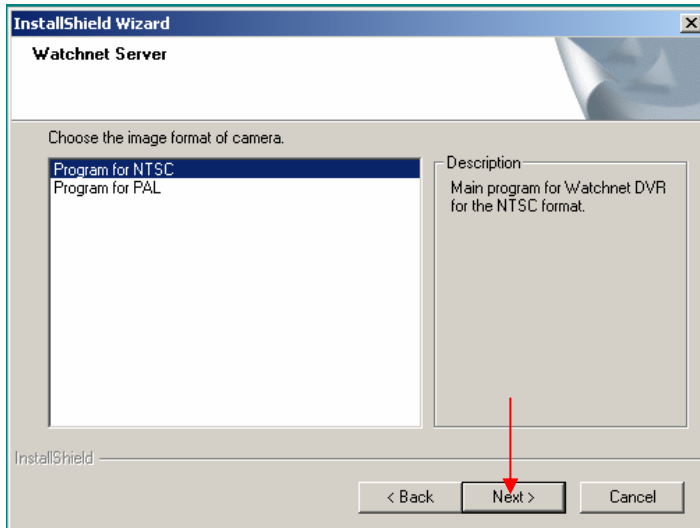 InstallShield Wizard
Watchnet Server
Choose the image format of camera.
Program for NTSC
Program for PAL
Description
Main program for Watchnet DVR
for the NTSC format.
InstallShield
< Back
Next >
Cancel